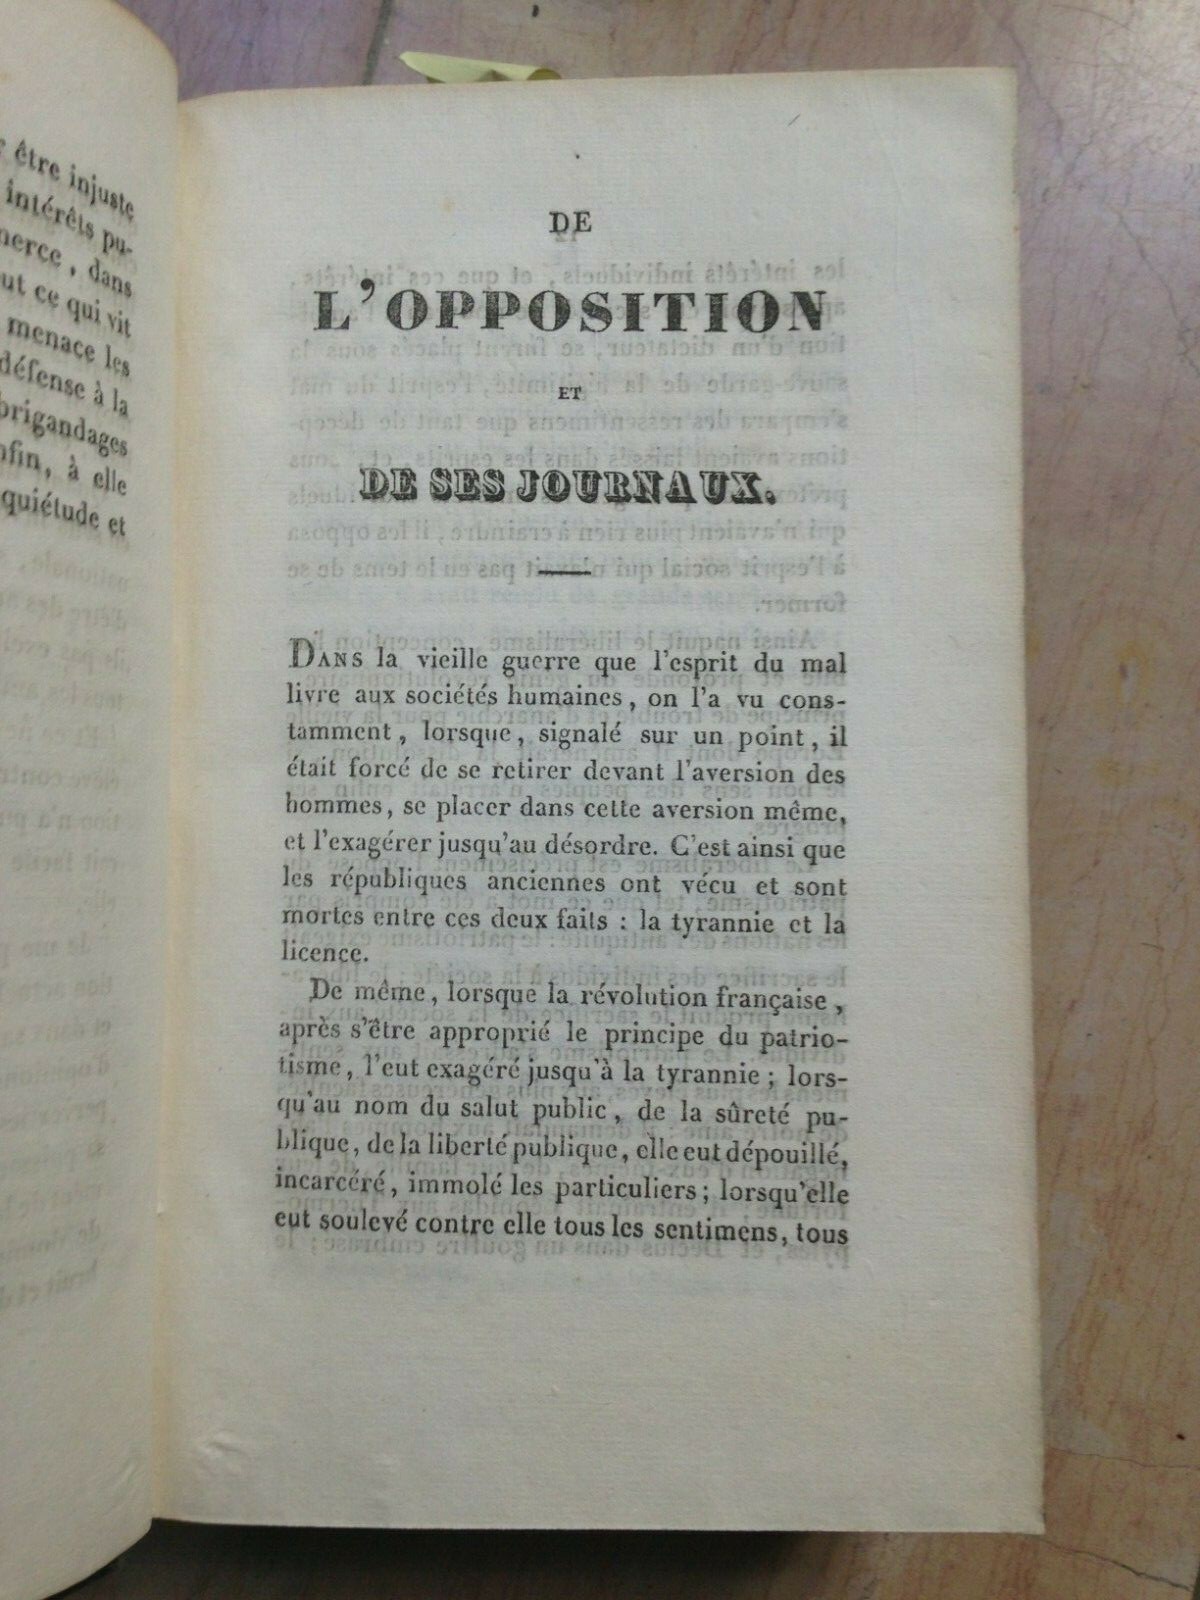 être injuste
intérêts pu-
dans
ut ce qui vit
menace les
défense à la
brigandages
à elle
quiétude et
DE
L'OPPOSITION
ET
DE SES JOURNAUX.
DANS la vieille guerre que l'esprit du mal
livre aux sociétés humaines, on l'a vu cons-
tamment, lorsque, signalé sur un point, il
était forcé de se retirer devant l'aversion des
hommes, se placer dans cette aversion même,
et l'exagérer jusqu'au désordre. C'est ainsi que
les républiques anciennes ont vécu et sont
mortes entre ces deux faits : la tyrannie et la
licence.
De même, lorsque la révolution française,
après s'être approprié le principe du patrio-
tisme, l'eut exagéré jusqu'à la tyrannie ; lors-
qu'au nom du salut public, de la sûreté pu-
blique, de la liberté publique, elle eut dépouillé,
incarcéré, immolé les particuliers ; lorsqu'elle
eut soulevé contre elle tous les sentimens, tous